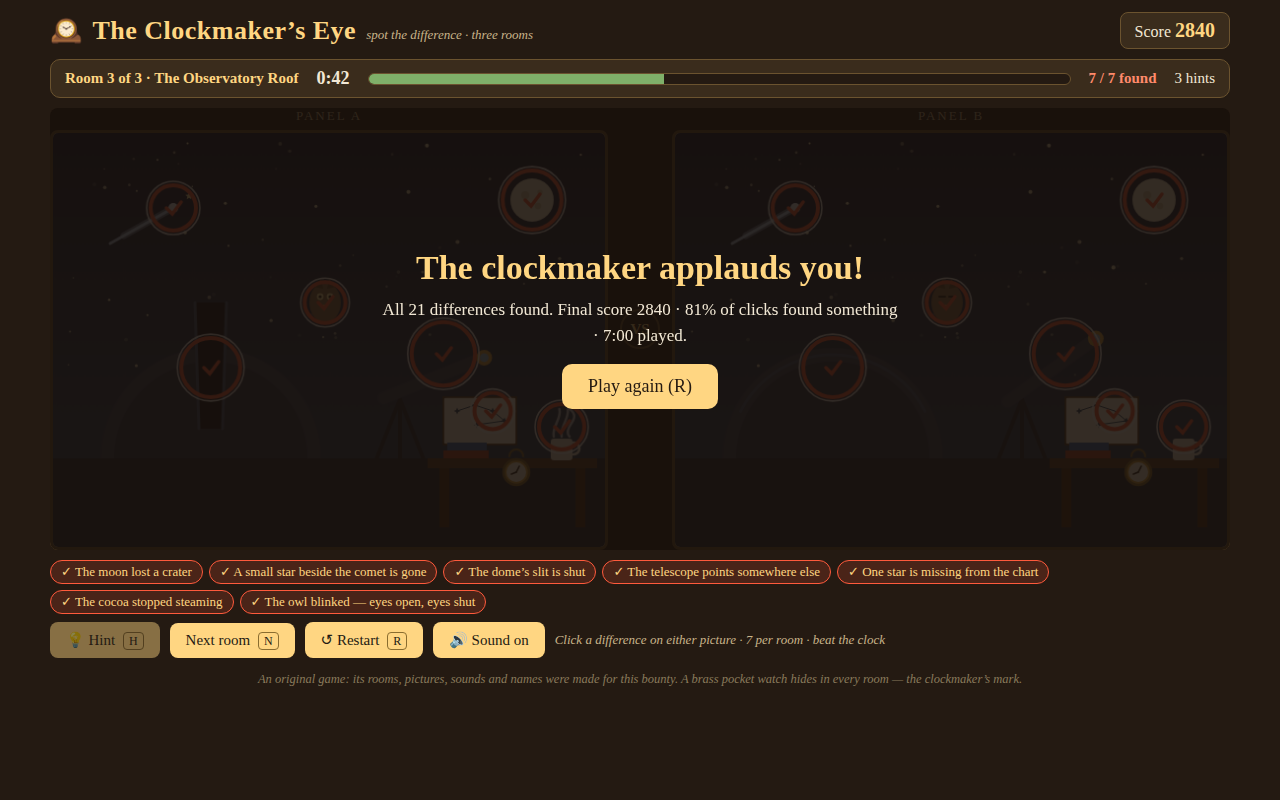 The Clockmaker’s Eye spot the difference · three rooms
Score 2840
Room 3 of 3 · The Observatory Roof 0:42 7 / 7 found 3 hints
PANEL A PANEL B
The clockmaker applauds you!
All 21 differences found. Final score 2840 · 81% of clicks found something
· 7:00 played.
Play again (R)
✓ The moon lost a crater ✓ A small star beside the comet is gone ✓ The dome’s slit is shut ✓ The telescope points somewhere else ✓ One star is missing from the chart
✓ The cocoa stopped steaming ✓ The owl blinked — eyes open, eyes shut
Hint H Next room N ↺ Restart R Sound on Click a difference on either picture · 7 per room · beat the clock
An original game: its rooms, pictures, sounds and names were made for this bounty. A brass pocket watch hides in every room — the clockmaker’s mark.